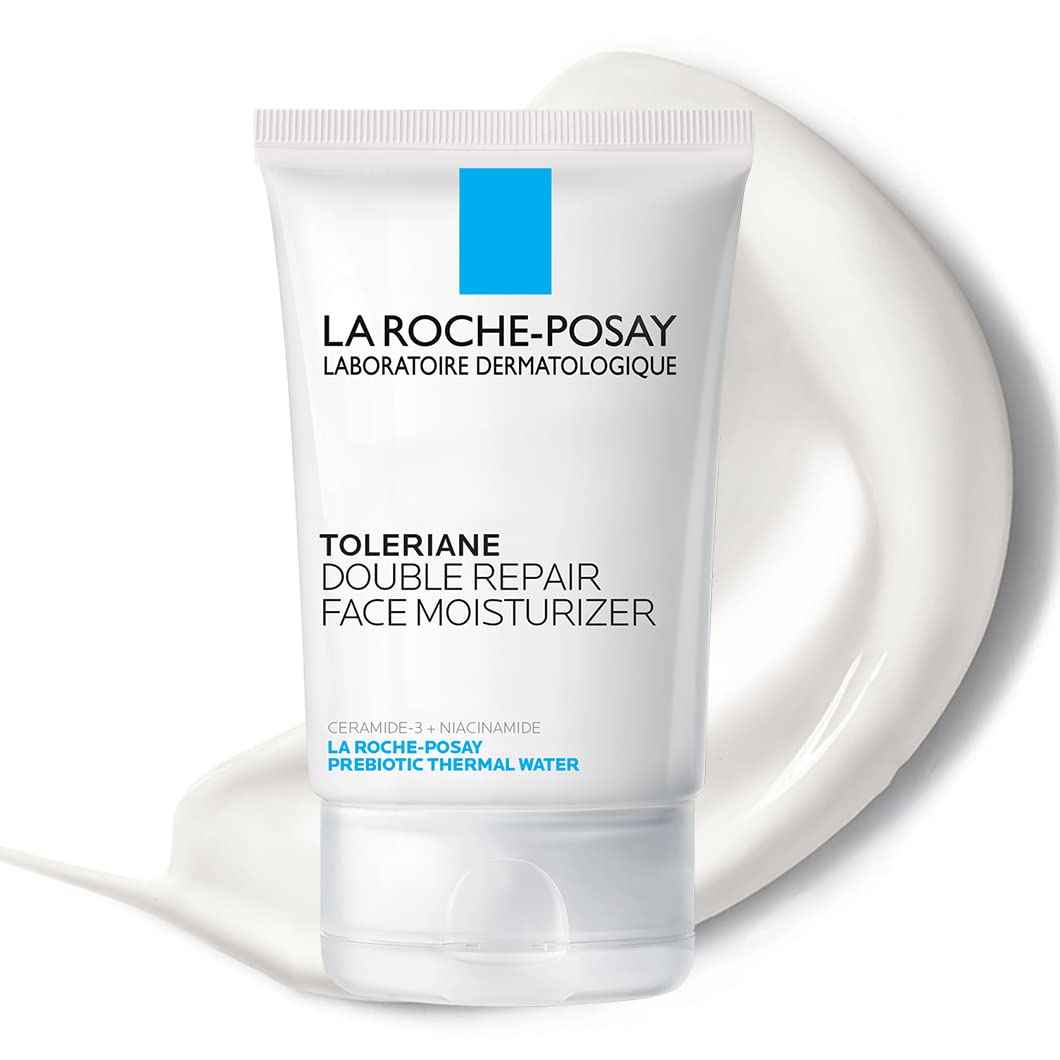 LA ROCHE-POSAY
LABORATOIRE DERMATOLOGIQUE
TOLERIANE
DOUBLE REPAIR
FACE MOISTURIZER
CERAMIDE-3 + NIACINAMIDE
LA ROCHE-POSAY
PREBIOTIC THERMAL WATER